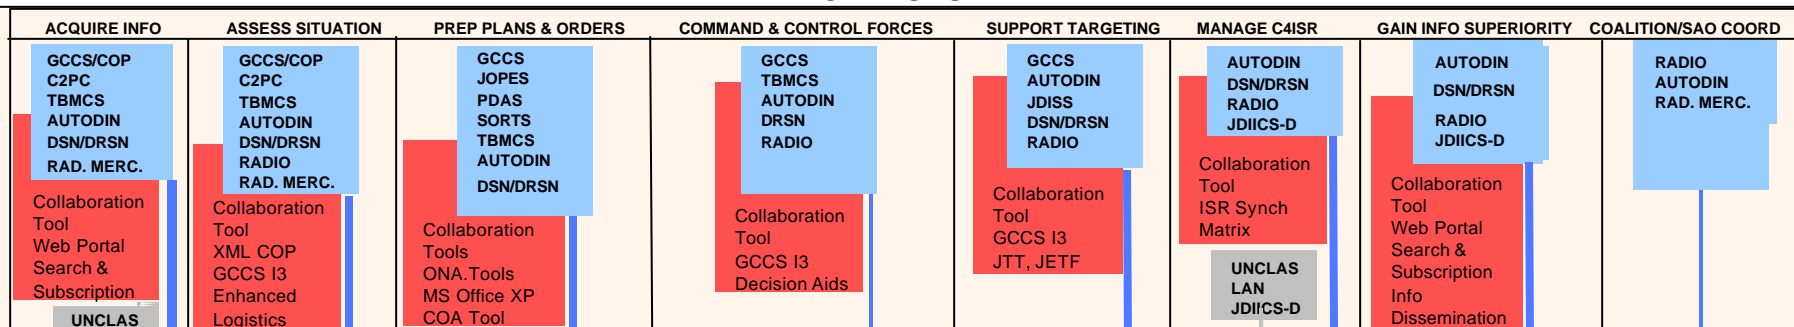 ACQUIRE INFO
ASSESS SITUATION
PREP PLANS & ORDERS
COMMAND & CONTROL FORCES
SUPPORT TARGETING
MANAGE C4ISR
GAIN INFO SUPERIORITY
COALITION/SAO COORD
GCCS/COP
C2PC
TBMCS
AUTODIN
DSN/DRSN
RAD. MERC.
Collaboration
Tool
Web Portal
Search &
Subscription
UNCLAS
GCCS/COP
C2PC
TBMCS
AUTODIN
DSN/DRSN
RADIO
RAD. MERC.
Collaboration
Tool
XML COP
GCCS I3
Enhanced
Logistics
GCCS
JOPES
PDAS
SORTS
TBMCS
AUTODIN
DSN/DRSN
Collaboration
Tools
ONA.Tools
MS Office XP
COA Tool
GCCS
TBMCS
AUTODIN
DRSN
RADIO
Collaboration
Tool
GCCS I3
Decision Aids
GCCS
AUTODIN
JDISS
DSN/DRSN
RADIO
Collaboration
Tool
GCCS I3
JTT, JETF
AUTODIN
DSN/DRSN
RADIO
JDIICS-D
Collaboration
Tool
ISR Synch
Matrix
UNCLAS
LAN
JDIICS-D
AUTODIN
DSN/DRSN
RADIO
JDIICS-D
Collaboration
Tool
Web Portal
Search &
Subscription
Info
Dissemination
RADIO
AUTODIN
RAD. MERC.